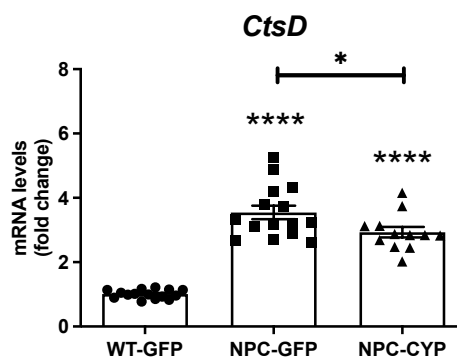 CtsD
*
8
****
6
****
4
2
0
mRNA levels
(fold change)
WT-GFP NPC-GFP NPC-CYP